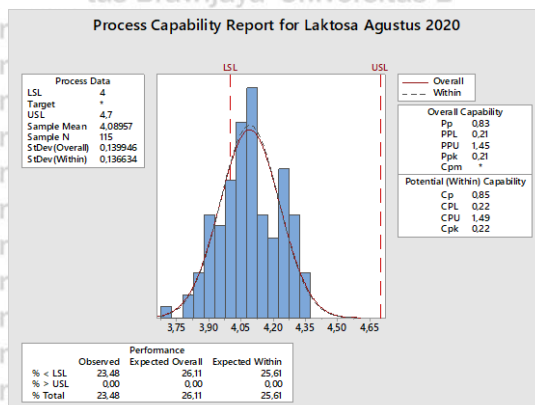 tas Brawijaya Universitas B
Process Capability Report for Laktosa Agustus 2020
LSL USL
Process Data
LSL 4
Target *
USL 4,7
Sample Mean 4,08957
Sample N 115
StDev(Overall) 0,139946
StDev(Within) 0,136634
Overall
Within
Overall Capability
Pp 0,83
PPL 0,21
PPU 1,45
Ppk 0,21
Cpm *
Potential (Within) Capability
Cp 0,85
CPL 0,22
CPU 1,49
Cpk 0,22
3,75 3,90 4,05 4,20 4,35 4,50 4,65
Performance
Observed Expected Overall Expected Within
% < LSL 23,48 26,11 25,61
% > USL 0,00 0,00 0,00
% Total 23,48 26,11 25,61